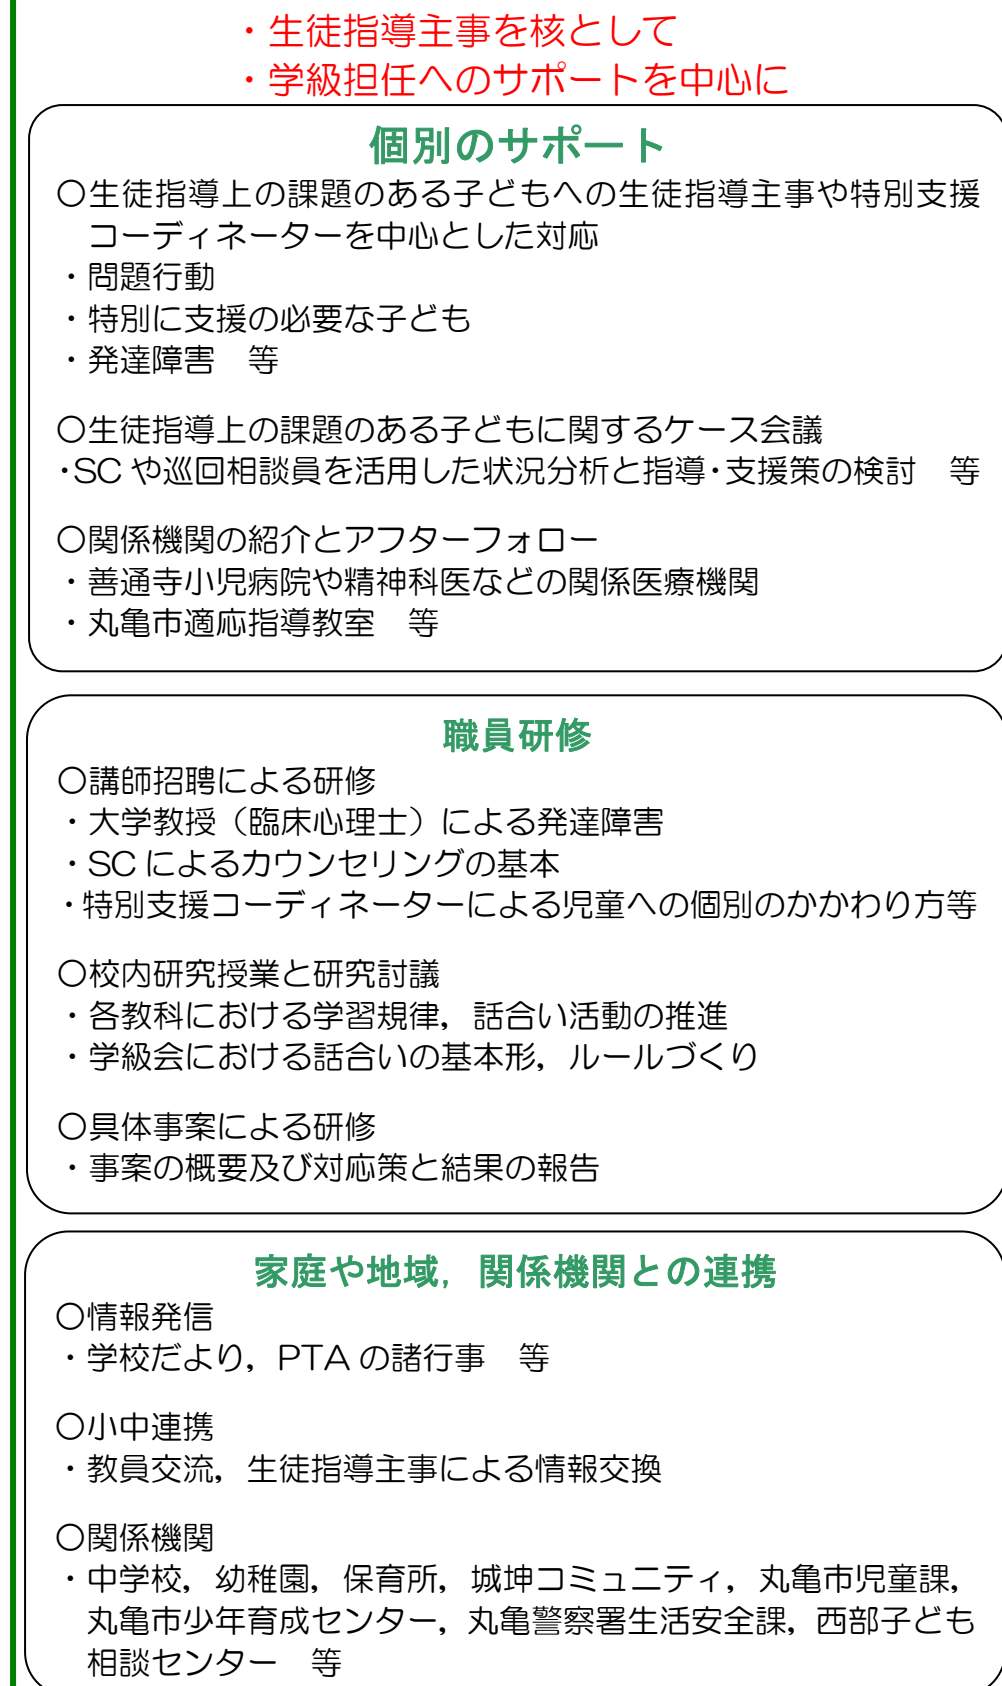 ・生徒指導主事を核として
・学級担任へのサポートを中心に
個別のサポート
○生徒指導上の課題のある子どもへの生徒指導主事や特別支援
コーディネーターを中心とした対応
・問題行動
・特別に支援の必要な子ども
・発達障害　等
○生徒指導上の課題のある子どもに関するケース会議
・SC や巡回相談員を活用した状況分析と指導・支援策の検討　等
○関係機関の紹介とアフターフォロー
・善通寺小児病院や精神科医などの関係医療機関
・丸亀市適応指導教室　等
職員研修
○講師招聘による研修
・大学教授（臨床心理士）による発達障害
・SC によるカウンセリングの基本
・特別支援コーディネーターによる児童への個別のかかわり方等
○校内研究授業と研究討議
・各教科における学習規律，話合い活動の推進
・学級会における話合いの基本形，ルールづくり
○具体事案による研修
・事案の概要及び対応策と結果の報告
家庭や地域，関係機関との連携
○情報発信
・学校だより，PTA の諸行事　等
○小中連携
・教員交流，生徒指導主事による情報交換
○関係機関
・中学校，幼稚園，保育所，城坤コミュニティ，丸亀市児童課，
丸亀市少年育成センター，丸亀警察署生活安全課，西部子ども
相談センター　等